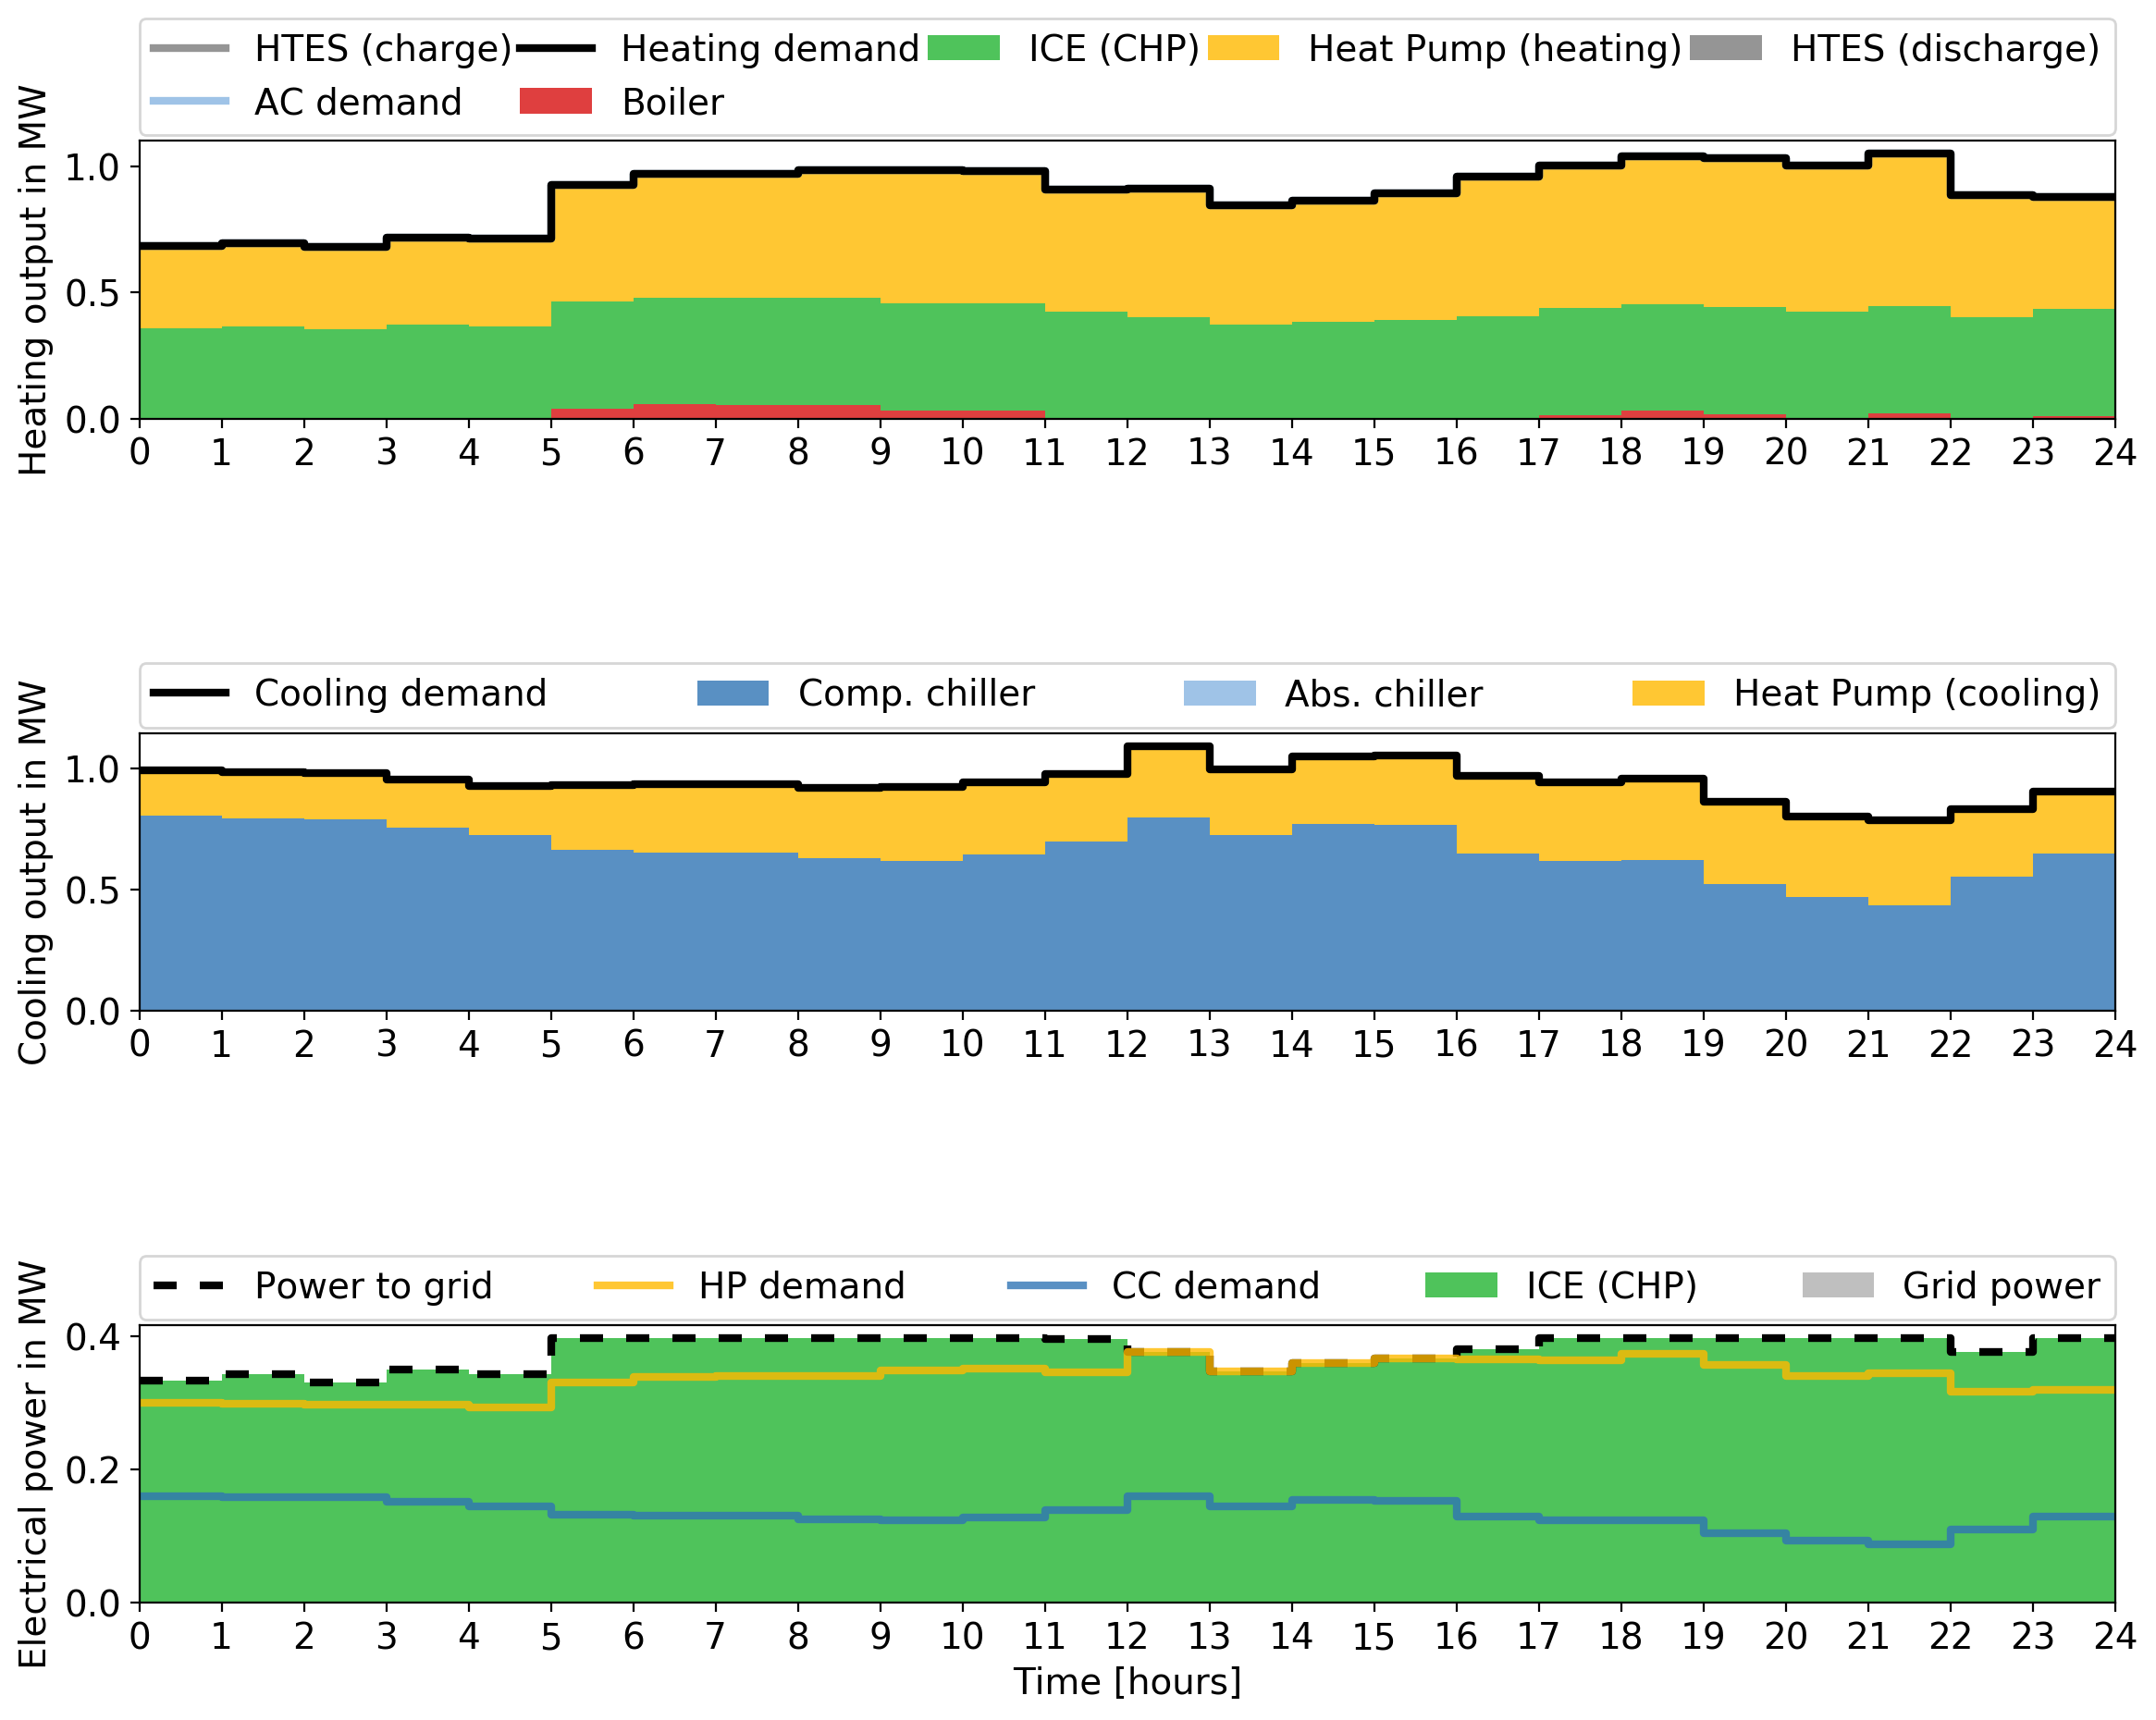 HTES (charge) Heating demand ICE (CHP) Heat Pump (heating) HTES (discharge)
AC demand Boiler
Heating output in MW
1.0
0.5
0.0
0 1 2 3 4 5 6 7 8 9 10 11 12 13 14 15 16 17 18 19 20 21 22 23 24
Cooling demand Comp. chiller Abs. chiller Heat Pump (cooling)
Cooling output in MW
1.0
0.5
0.0
0 1 2 3 4 5 6 7 8 9 10 11 12 13 14 15 16 17 18 19 20 21 22 23 24
Power to grid HP demand CC demand ICE (CHP) Grid power
Electrical power in MW
0.4
0.2
0.0
0 1 2 3 4 5 6 7 8 9 10 11 12 13 14 15 16 17 18 19 20 21 22 23 24
Time [hours]